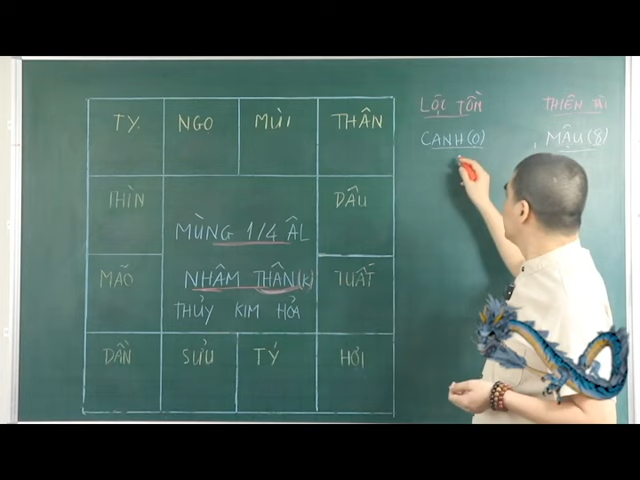 TỴ NGỌ MÙI THÂN
THÌN DẬU
MÃO TUẤT
DẦN SỬU TÝ HỢI
MÙNG 1/4 ÂL
NHÂM THÂN(K)
THỦY KIM HỎA
LỘC TỒN
CANH(0)
THIÊN TÀI
MẬU(8)